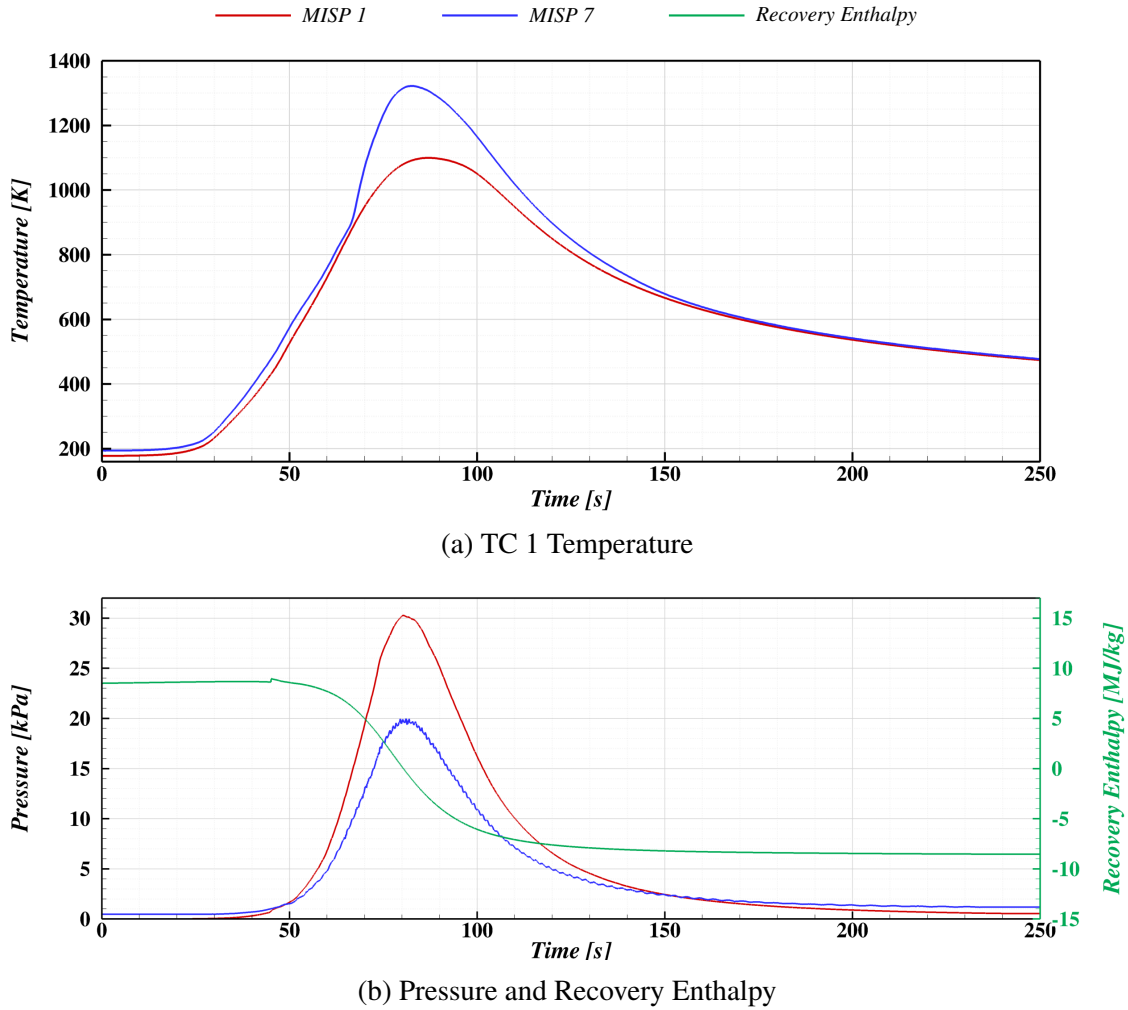 MISP 1 MISP 7 Recovery Enthalpy
1400
1200
1000
800
600
400
200
Temperature [K]
0 50 100 150 200 250
Time [s]
(a) TC 1 Temperature
30
25
20
15
10
5
0
Pressure [kPa]
15
10
5
0
-5
-10
-15
Recovery Enthalpy [MJ/kg]
0 50 100 150 200 250
Time [s]
(b) Pressure and Recovery Enthalpy